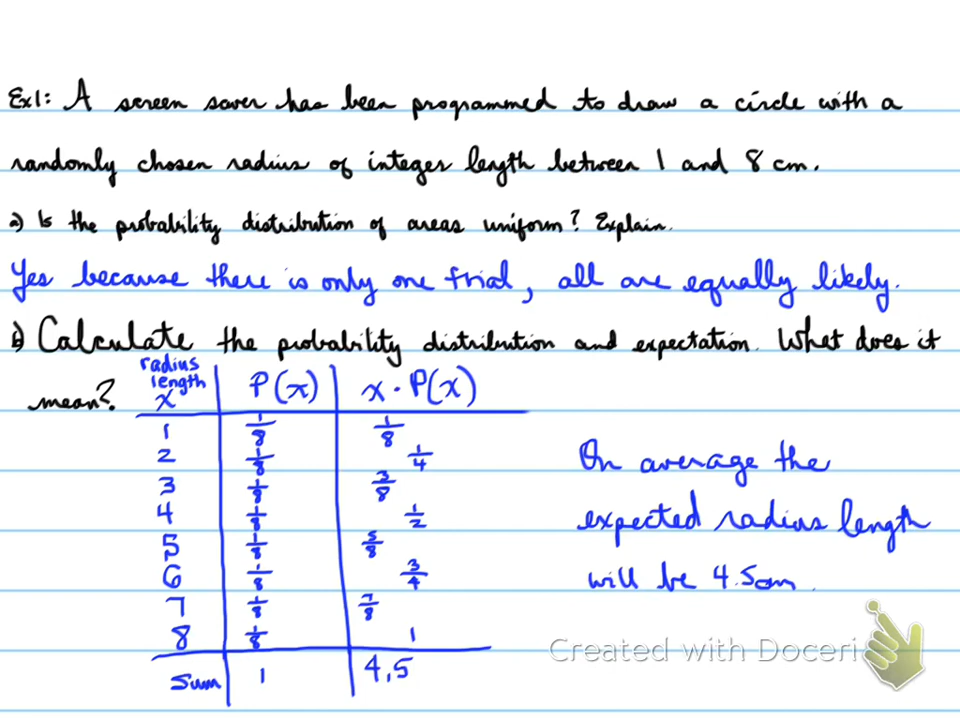 Ex1: A screen saver has been programmed to draw a circle with a
randomly chosen radius of integer length between 1 and 8 cm.
a) Is the probability distribution of areas uniform? Explain.
Yes because there is only one trial, all are equally likely.
b) Calculate the probability distribution and expectation. What does it
mean?
radius length x | P(x) | x · P(x)
1 | 1/8 | 1/8
2 | 1/8 | 1/4
3 | 1/8 | 3/8
4 | 1/8 | 1/2
5 | 1/8 | 5/8
6 | 1/8 | 3/4
7 | 1/8 | 7/8
8 | 1/8 | 1
Sum | 1 | 4,5
On average the
expected radius length
will be 4.5cm.
Created with Doceri